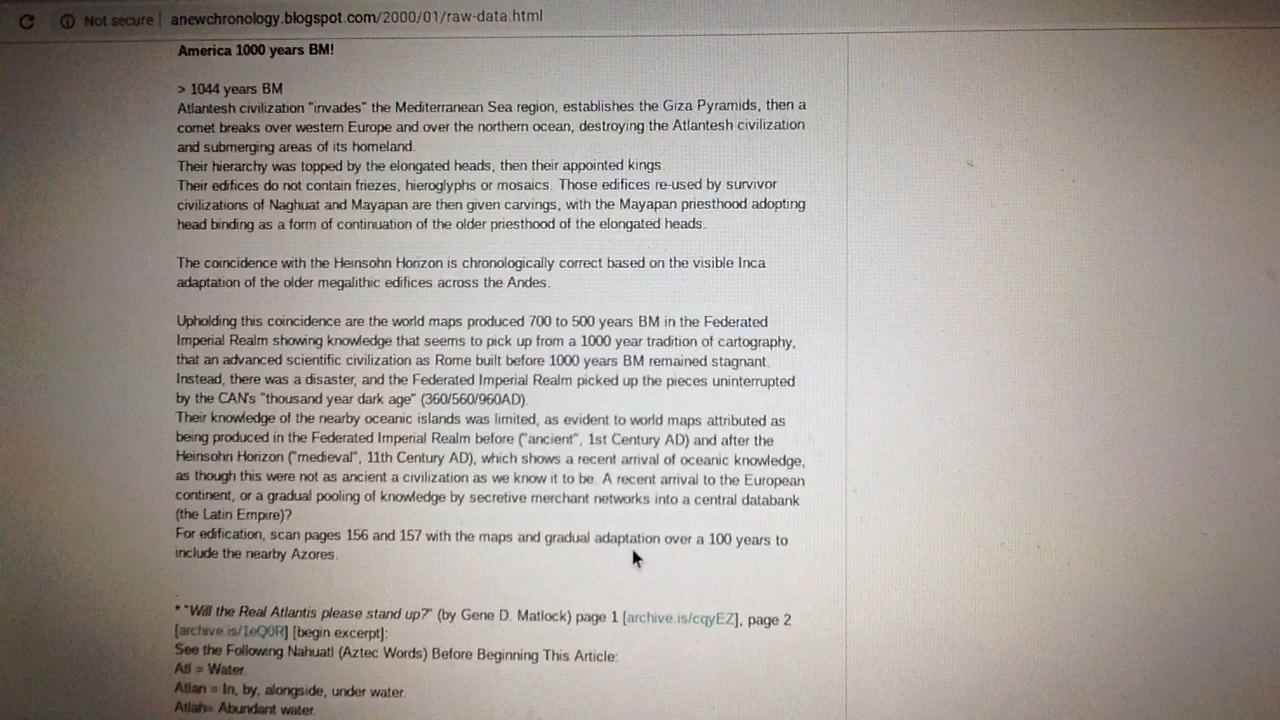 Not secure | anewchronology.blogspot.com/2000/01/raw-data.html
America 1000 years BM!
> 1044 years BM
Atlantesh civilization "invades" the Mediterranean Sea region, establishes the Giza Pyramids, then a
comet breaks over western Europe and over the northern ocean, destroying the Atlantesh civilization
and submerging areas of its homeland.
Their hierarchy was topped by the elongated heads, then their appointed kings.
Their edifices do not contain friezes, hieroglyphs or mosaics. Those edifices re-used by survivor
civilizations of Naghuat and Mayapan are then given carvings, with the Mayapan priesthood adopting
head binding as a form of continuation of the older priesthood of the elongated heads.
The coincidence with the Heinsohn Horizon is chronologically correct based on the visible Inca
adaptation of the older megalithic edifices across the Andes.
Upholding this coincidence are the world maps produced 700 to 500 years BM in the Federated
Imperial Realm showing knowledge that seems to pick up from a 1000 year tradition of cartography,
that an advanced scientific civilization as Rome built before 1000 years BM remained stagnant.
Instead, there was a disaster, and the Federated Imperial Realm picked up the pieces uninterrupted
by the CAN's "thousand year dark age" (360/560/960AD).
Their knowledge of the nearby oceanic islands was limited, as evident to world maps attributed as
being produced in the Federated Imperial Realm before ("ancient", 1st Century AD) and after the
Heinsohn Horizon ("medieval", 11th Century AD), which shows a recent arrival of oceanic knowledge,
as though this were not as ancient a civilization as we know it to be. A recent arrival to the European
continent, or a gradual pooling of knowledge by secretive merchant networks into a central databank
(the Latin Empire)?
For edification, scan pages 156 and 157 with the maps and gradual adaptation over a 100 years to
include the nearby Azores.
* "Will the Real Atlantis please stand up?" (by Gene D. Matlock) page 1 [archive.is/cqyEZ], page 2
[archive.is/1eQ0R] [begin excerpt]:
See the Following Nahuatl (Aztec Words) Before Beginning This Article:
Atl = Water.
Atlan = In, by, alongside, under water.
Atlah= Abundant water.